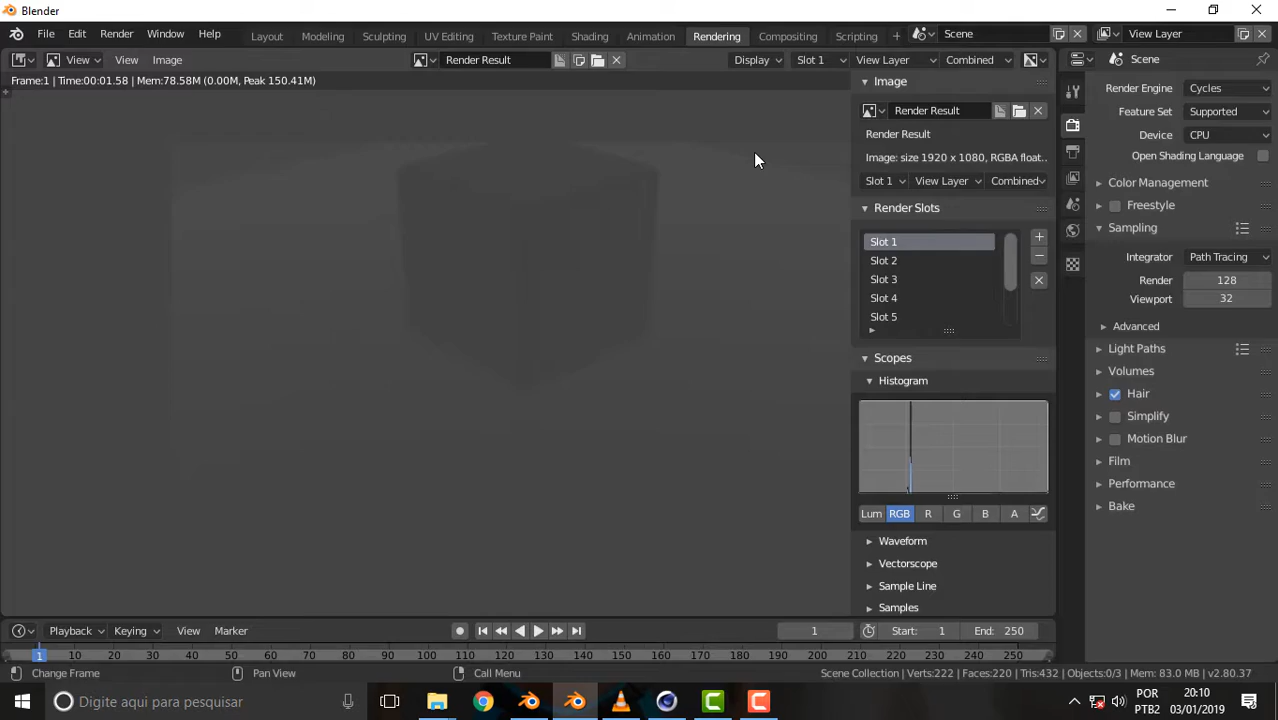 Blender
File Edit Render Window Help Layout Modeling Sculpting UV Editing Texture Paint Shading Animation Rendering Compositing Scripting + Scene View Layer
View View Image Render Result Display Slot 1 View Layer Combined Scene
Frame:1 | Time:00:01.58 | Mem:78.58M (0.00M, Peak 150.41M)
Image
Render Result
Render Result
Image: size 1920 x 1080, RGBA float..
Slot 1 View Layer Combined
Render Slots
Slot 1
Slot 2
Slot 3
Slot 4
Slot 5
Scopes
Histogram
Lum RGB R G B A
Waveform
Vectorscope
Sample Line
Samples
Render Engine Cycles
Feature Set Supported
Device CPU
Open Shading Language
Color Management
Freestyle
Sampling
Integrator Path Tracing
Render 128
Viewport 32
Advanced
Light Paths
Volumes
Hair
Simplify
Motion Blur
Film
Performance
Bake
Playback Keying View Marker 1 Start: 1 End: 250
1 10 20 30 40 50 60 70 80 90 100 110 120 130 140 150 160 170 180 190 200 210 220 230 240 250
Change Frame Pan View Call Menu Scene Collection | Verts:222 | Faces:220 | Tris:432 | Objects:0/3 | Mem: 83.0 MB | v2.80.37
Digite aqui para pesquisar
POR
PTB2
20:10
03/01/2019